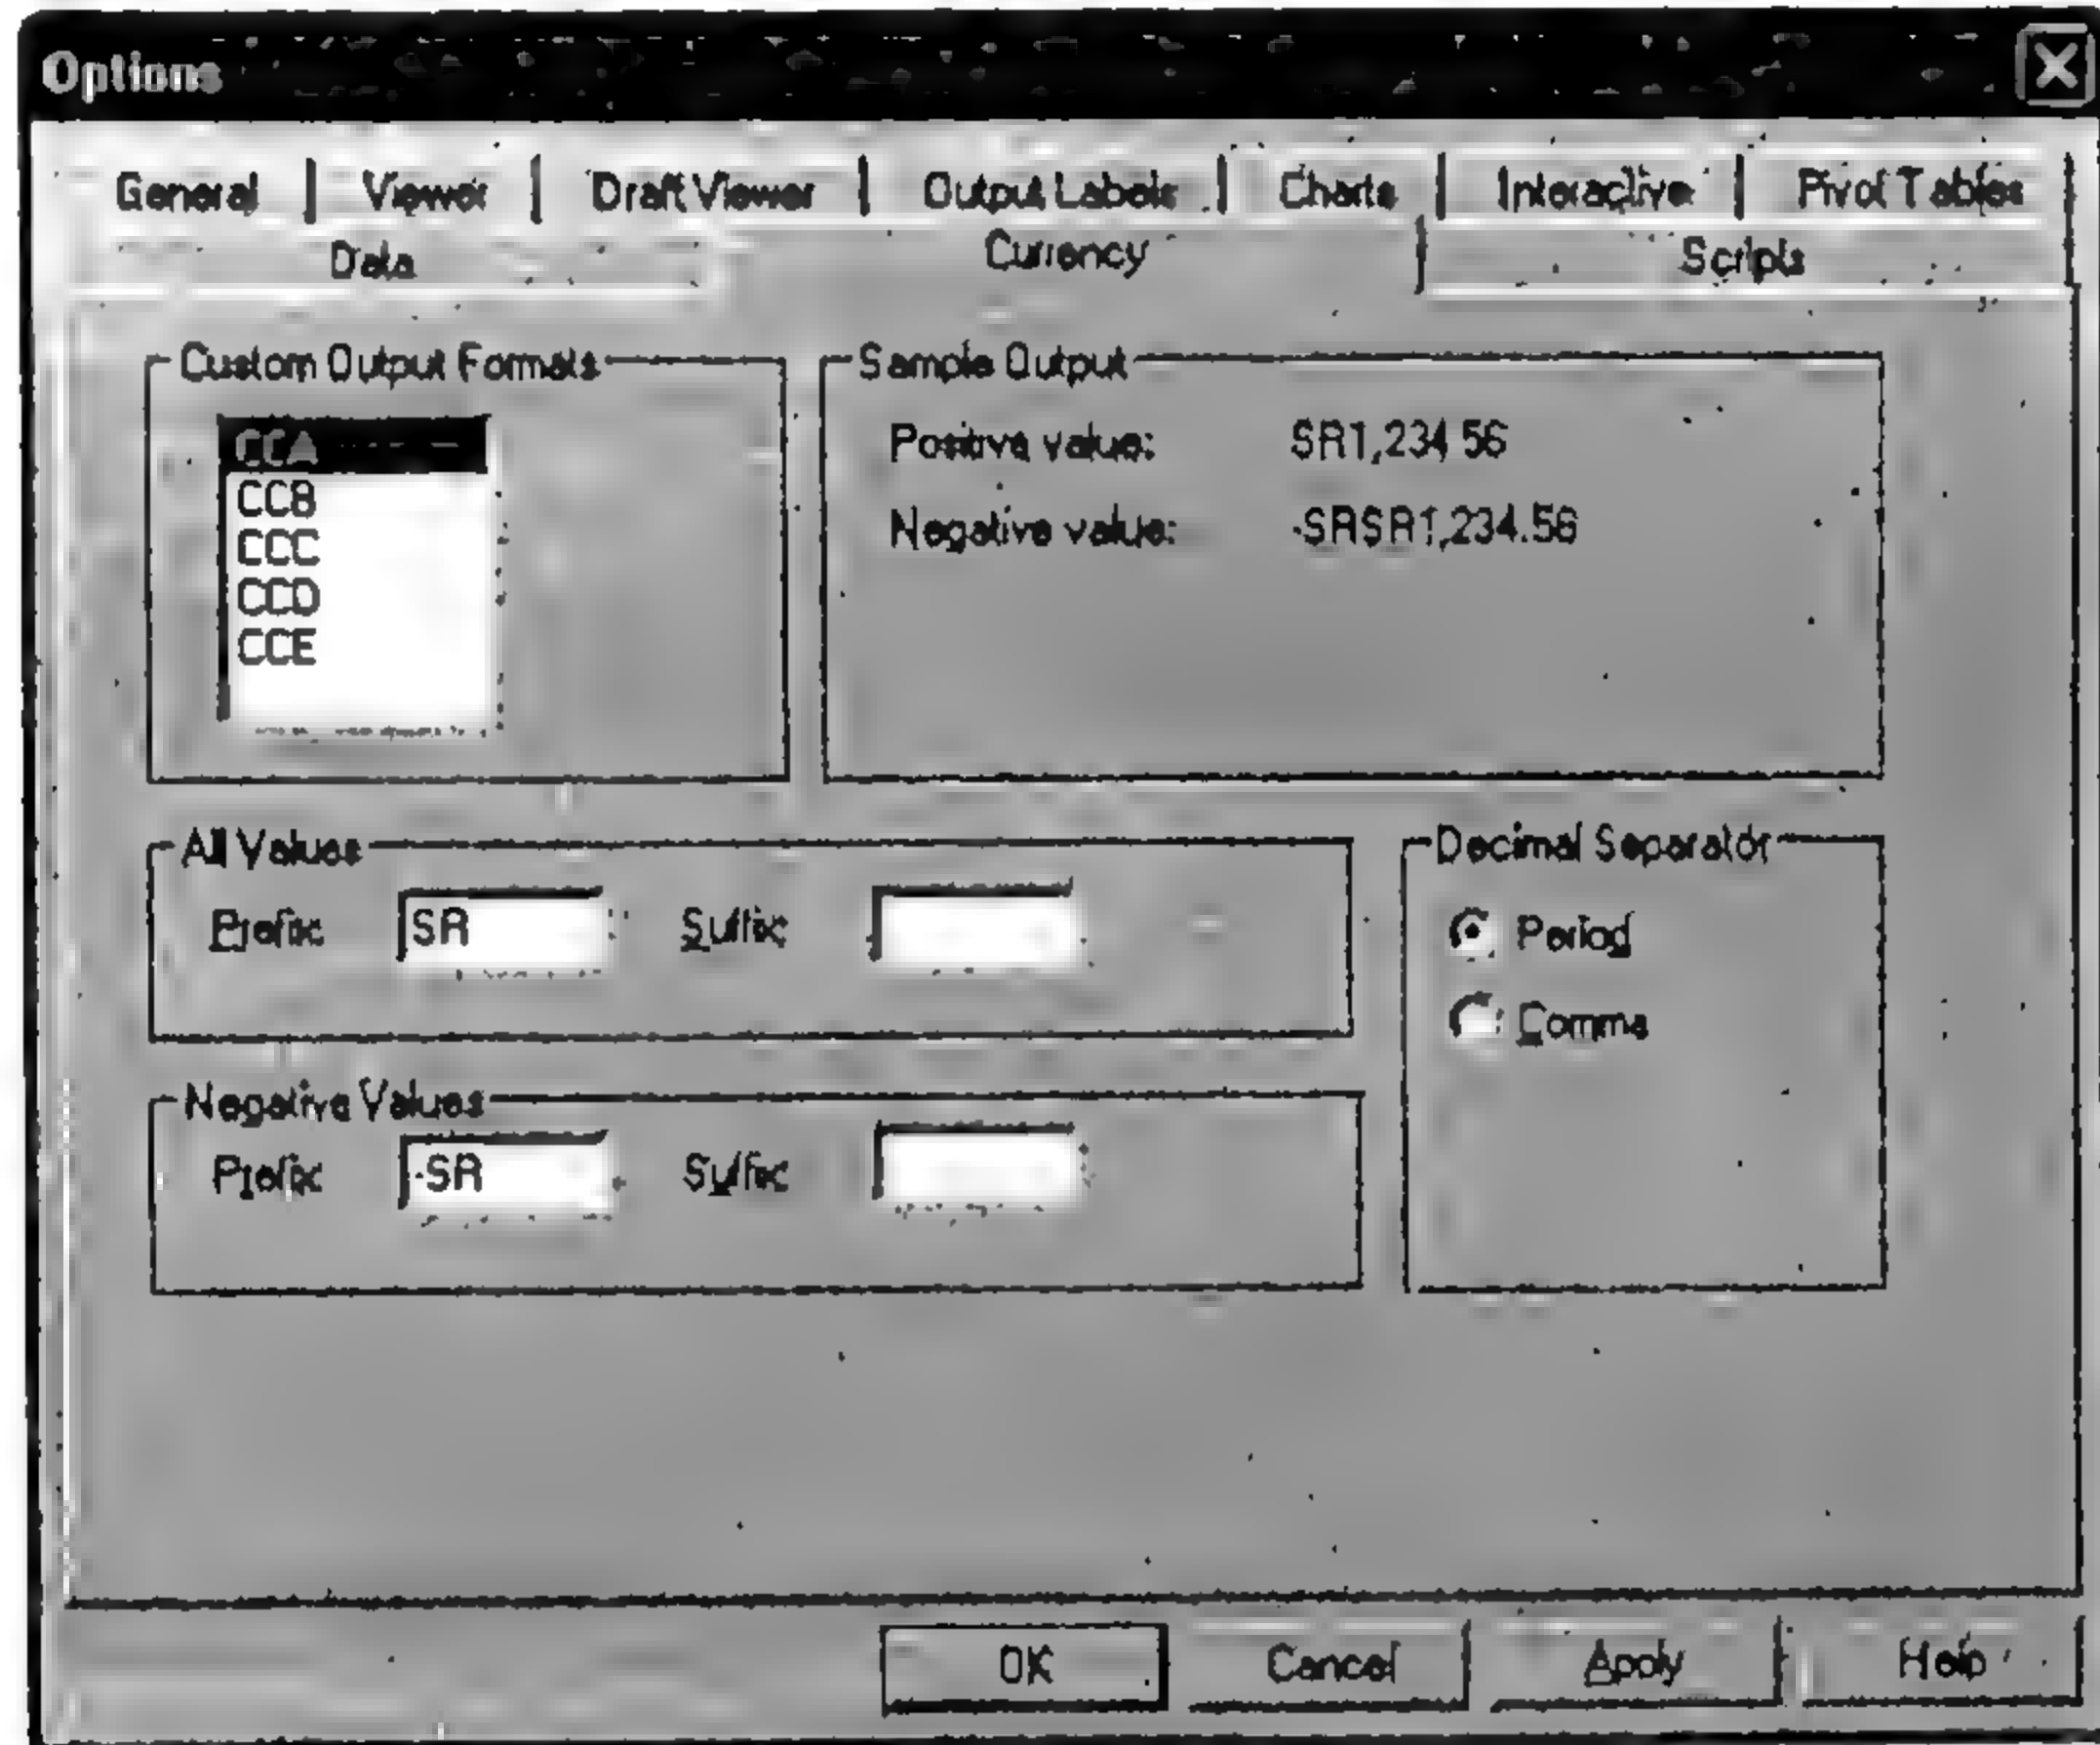 Options
General Viewer Draft Viewer Output Labels Charts Interactive Pivot Tables
Data Currency Scripts
Custom Output Formats
CCA
CCB
CCC
CCD
CCE
Sample Output
Positive value: SR1,234.56
Negative value: -SRSR1,234.56
All Values
Prefix: SR Suffix:
Negative Values
Prefix: -SR Suffix:
Decimal Separator
Period
Comma
OK Cancel Apply Help